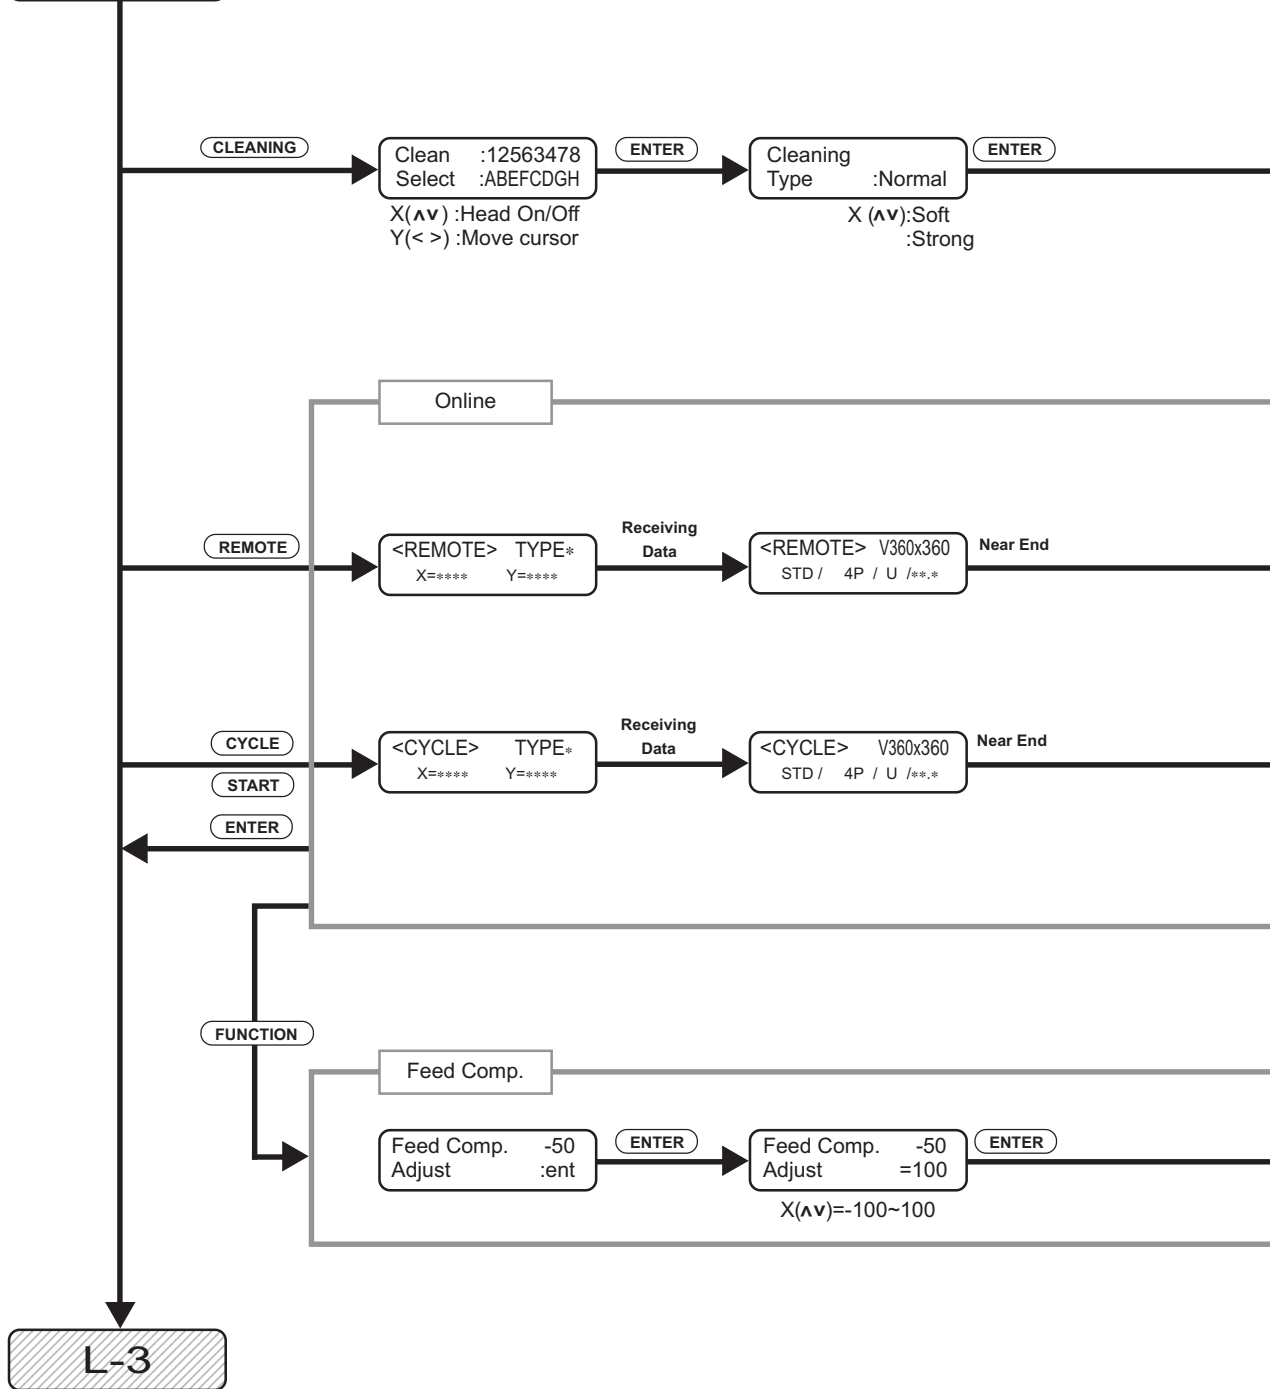 CLEANING
Clean :12563478
Select :ABEFCDGH
X(∧∨) :Head On/Off
Y(< >) :Move cursor
ENTER
Cleaning
Type :Normal
X (∧∨):Soft
:Strong
ENTER
Online
REMOTE
<REMOTE> TYPE*
X=**** Y=****
Receiving
Data
<REMOTE> V360x360
STD / 4P / U /**.*
Near End
CYCLE
START
ENTER
<CYCLE> TYPE*
X=**** Y=****
Receiving
Data
<CYCLE> V360x360
STD / 4P / U /**.*
Near End
FUNCTION
Feed Comp.
Feed Comp. -50
Adjust :ent
ENTER
Feed Comp. -50
Adjust =100
X(∧∨)=-100~100
ENTER
L-3